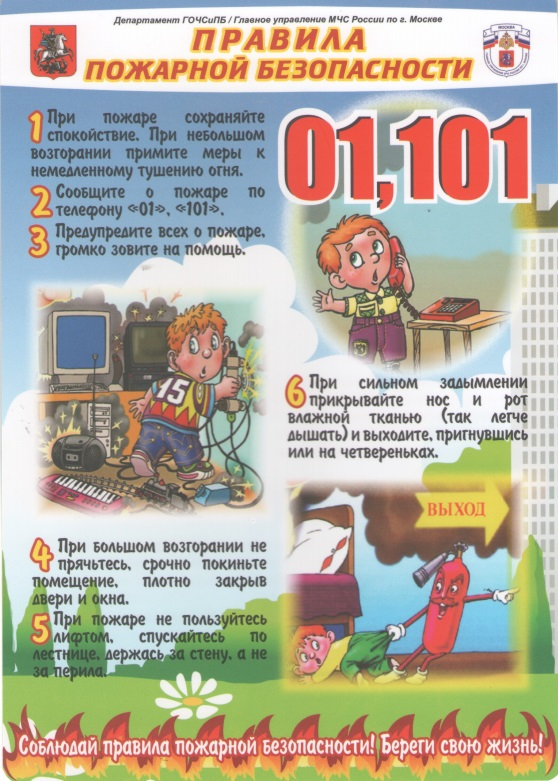 Департамент ГОЧСиПБ / Главное управление МЧС России по г. Москве
ПРАВИЛА
ПОЖАРНОЙ БЕЗОПАСНОСТИ
МОСКВА
1 При пожаре сохраняйте
спокойствие. При небольшом
возгорании примите меры к
немедленному тушению огня.
2 Сообщите о пожаре по
телефону «01», «101».
3 Предупредите всех о пожаре,
громко зовите на помощь.
01,101
15
4 При большом возгорании не
прячьтесь, срочно покиньте
помещение, плотно закрыв
двери и окна.
5 При пожаре не пользуйтесь
лифтом, спускайтесь по
лестнице, держась за стену, а не
за перила.
6 При сильном задымлении
прикрывайте нос и рот
влажной тканью (так легче
дышать) и выходите, пригнувшись
или на четвереньках.
ВЫХОД
Соблюдай правила пожарной безопасности! Береги свою жизнь!